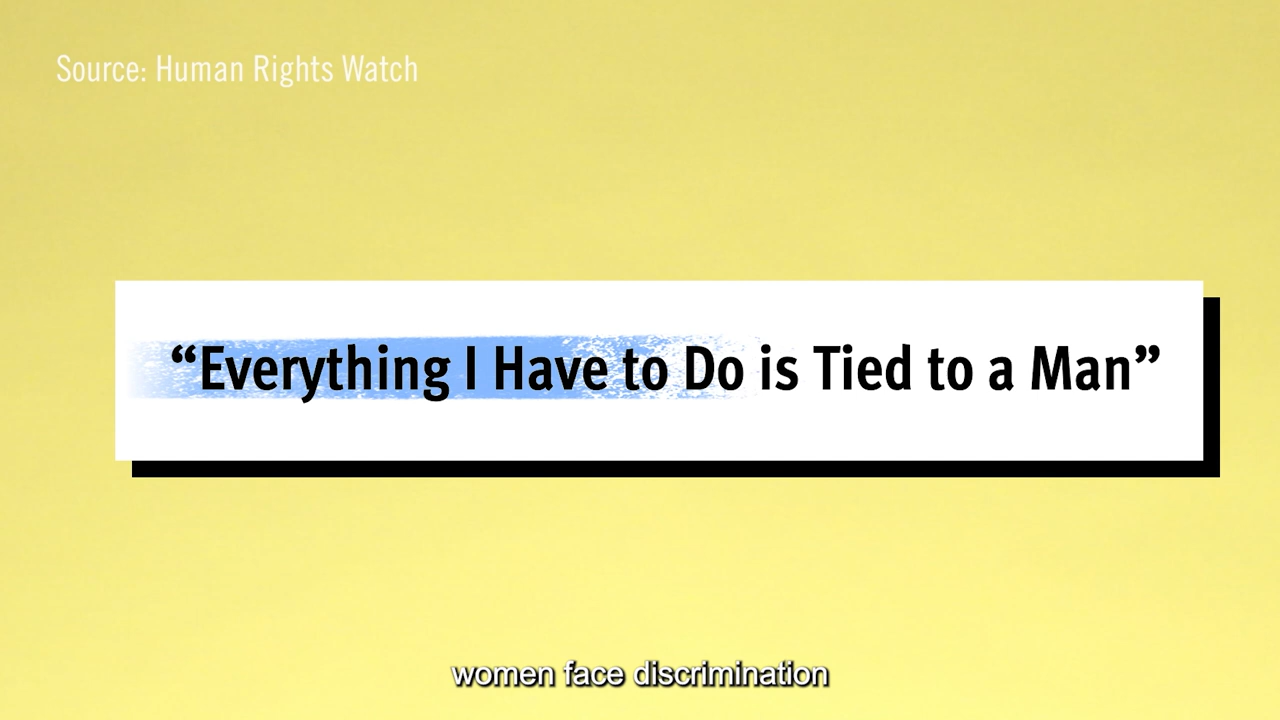 Source: Human Rights Watch
“Everything I Have to Do is Tied to a Man”
women face discrimination